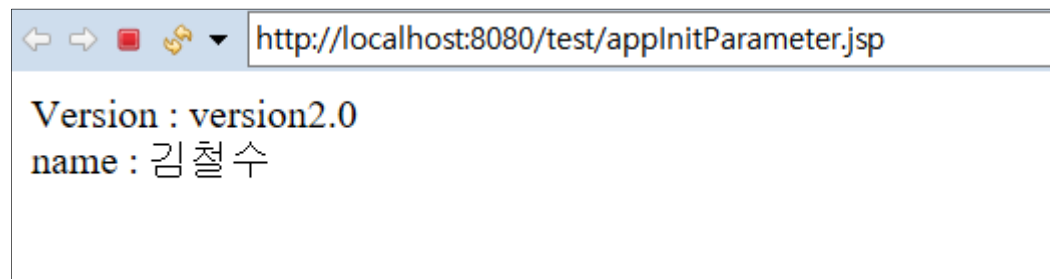 http://localhost:8080/test/appInitParameter.jsp
Version : version2.0
name : 김철수